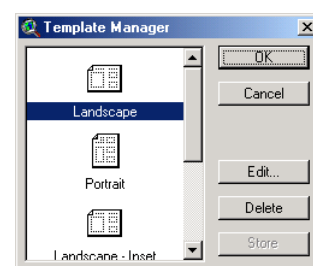 Template Manager
OK
Cancel
Landscape
Portrait
Edit...
Delete
Landscape - Inset
Store